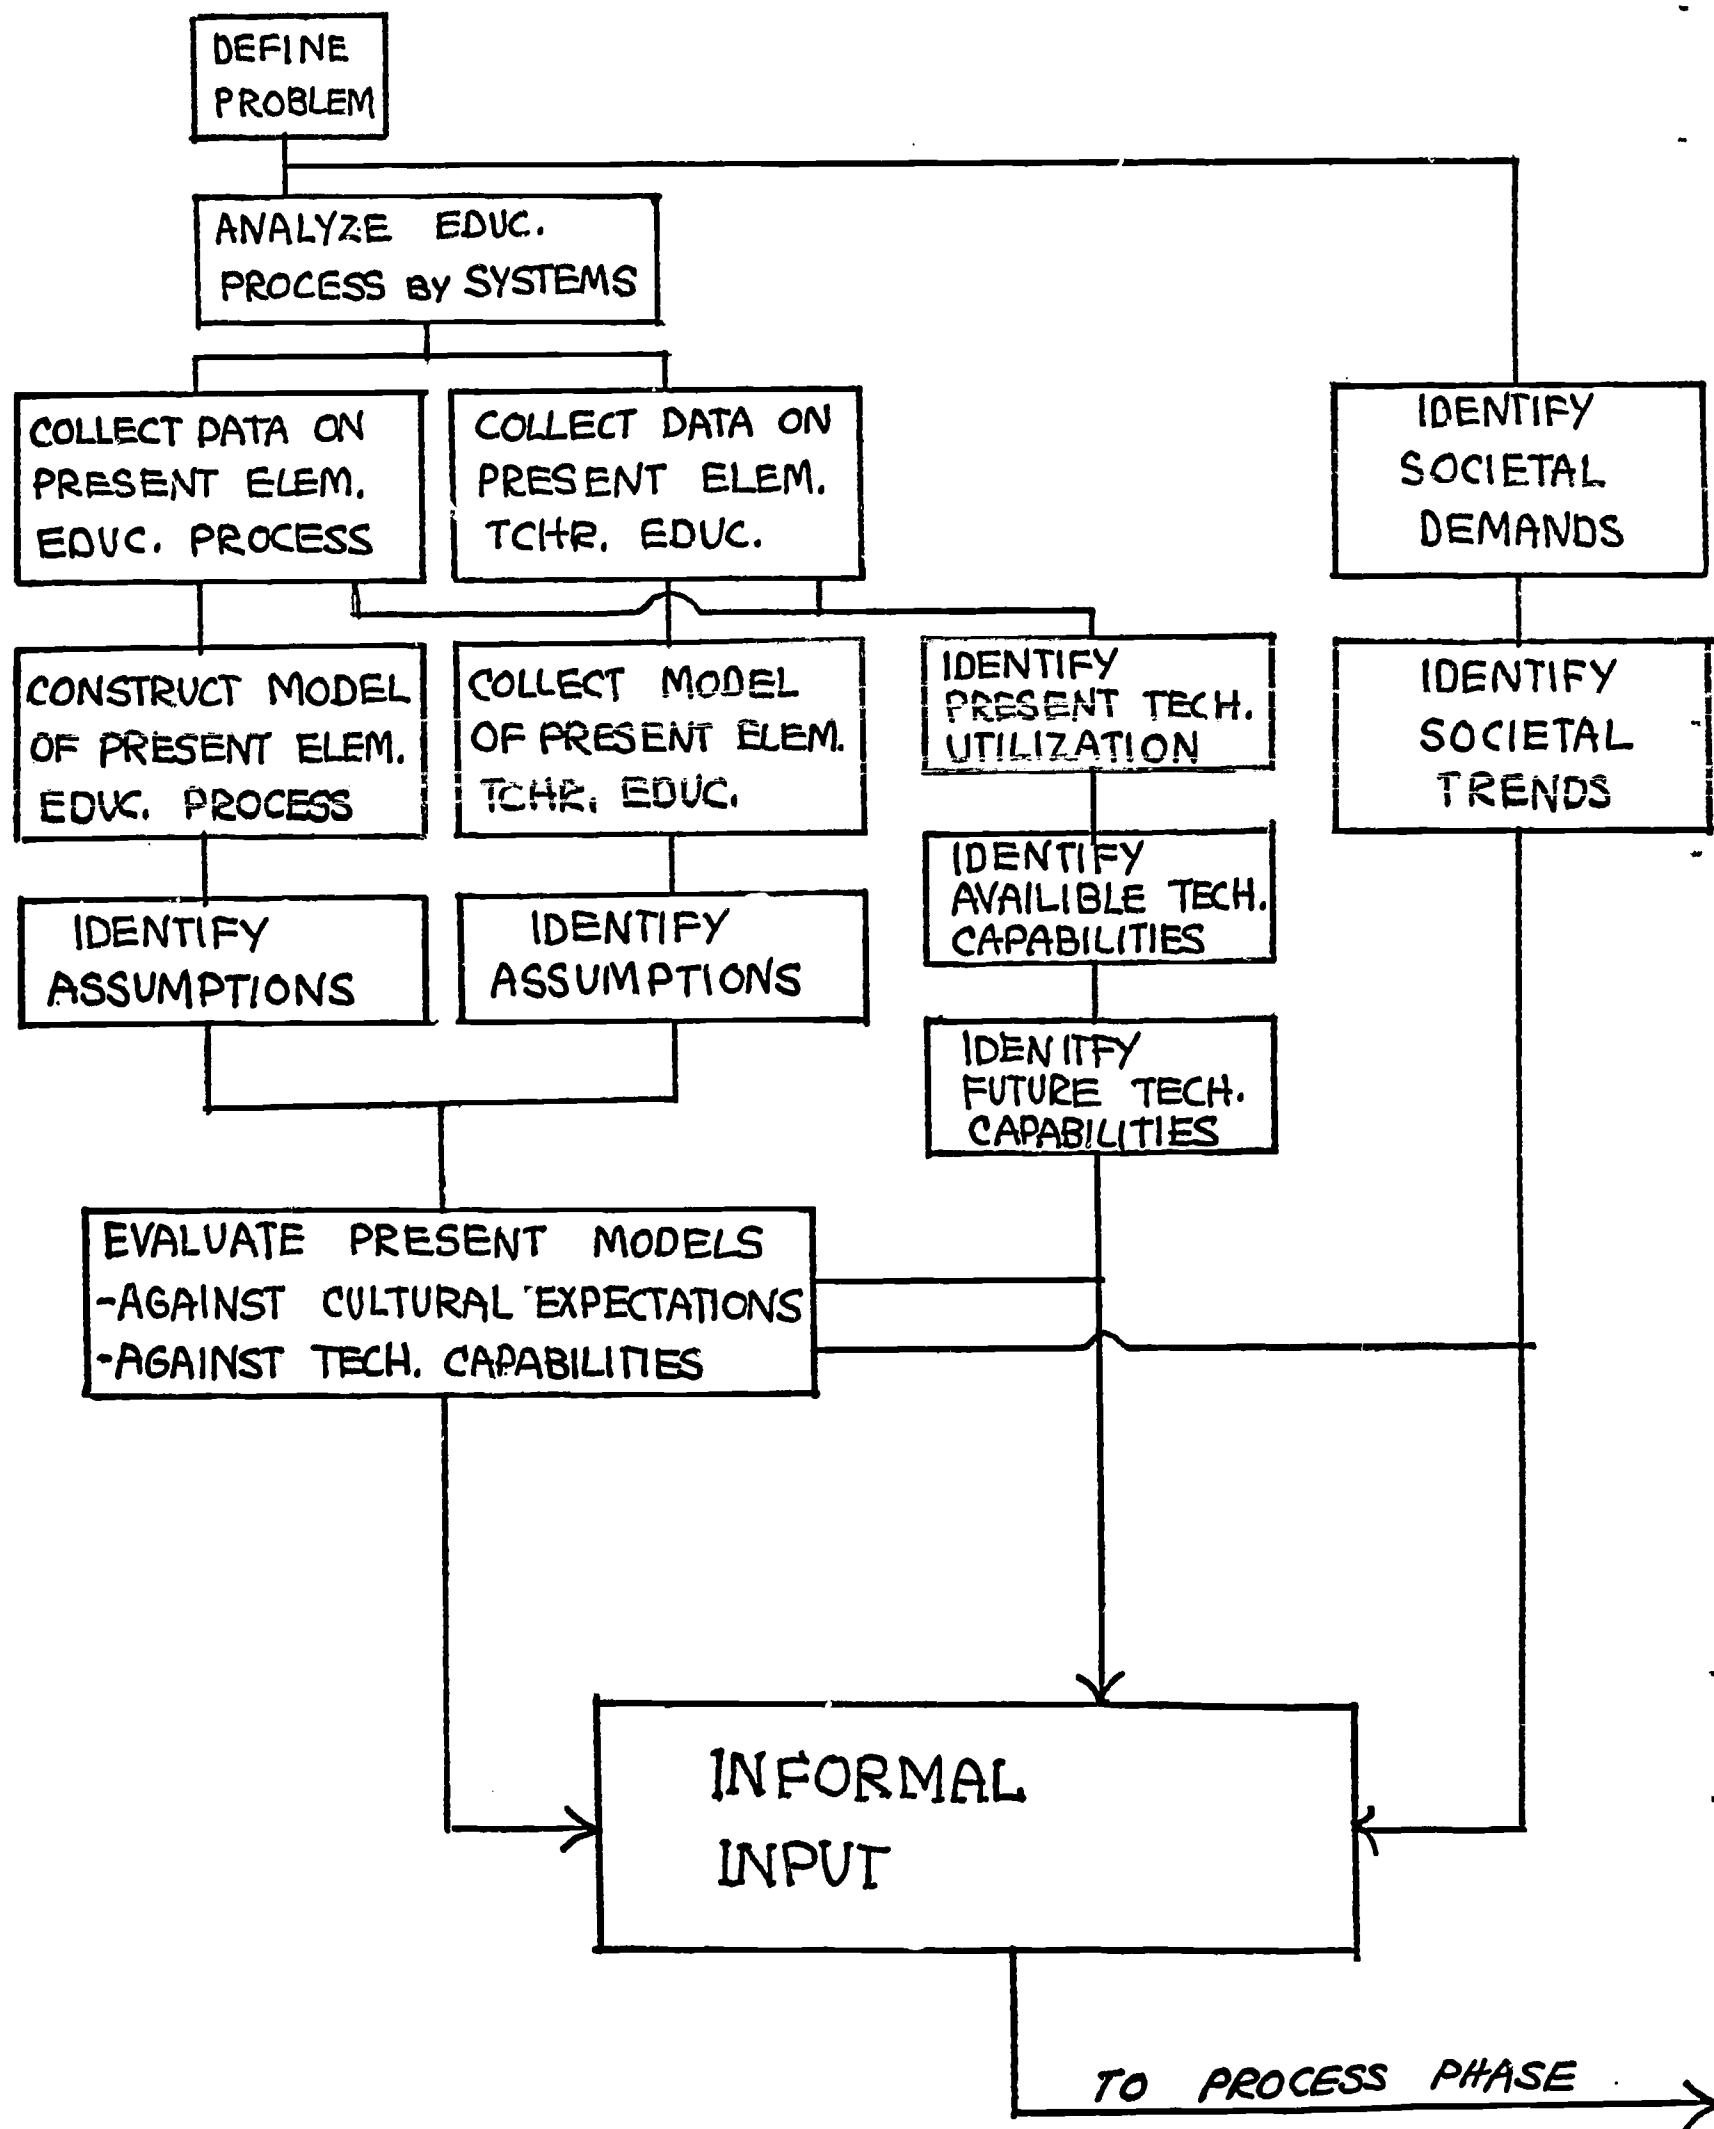 DEFINE
PROBLEM
ANALYZE EDUC.
PROCESS BY SYSTEMS
COLLECT DATA ON
PRESENT ELEM.
EDUC. PROCESS
COLLECT DATA ON
PRESENT ELEM.
TCHR. EDUC.
IDENTIFY
SOCIETAL
DEMANDS
CONSTRUCT MODEL
OF PRESENT ELEM.
EDUC. PROCESS
COLLECT MODEL
OF PRESENT ELEM.
TCHR. EDUC.
IDENTIFY
PRESENT TECH.
UTILIZATION
IDENTIFY
SOCIETAL
TRENDS
IDENTIFY
AVAILIBLE TECH.
CAPABILITIES
IDENTIFY
ASSUMPTIONS
IDENTIFY
ASSUMPTIONS
IDENITFY
FUTURE TECH.
CAPABILITIES
EVALUATE PRESENT MODELS
-AGAINST CULTURAL EXPECTATIONS
-AGAINST TECH. CAPABILITIES
INFORMAL
INPUT
TO PROCESS PHASE